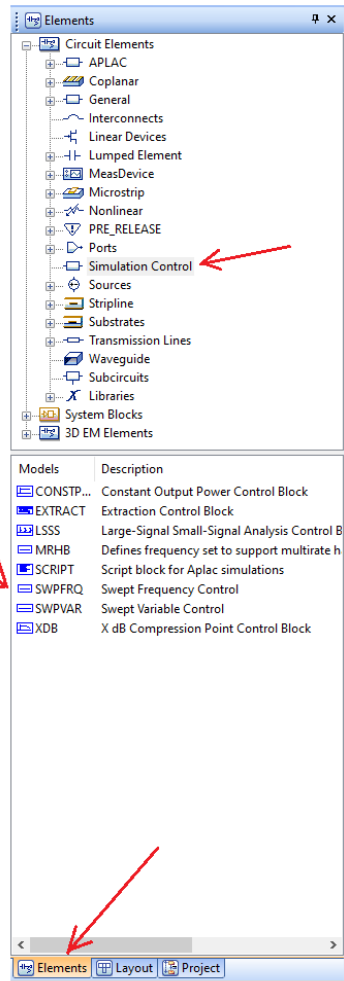 Elements
Circuit Elements
APLAC
Coplanar
General
Interconnects
Linear Devices
Lumped Element
MeasDevice
Microstrip
Nonlinear
PRE_RELEASE
Ports
Simulation Control
Sources
Stripline
Substrates
Transmission Lines
Waveguide
Subcircuits
Libraries
System Blocks
3D EM Elements
Models Description
CONSTP... Constant Output Power Control Block
EXTRACT Extraction Control Block
LSSS Large-Signal Small-Signal Analysis Control B
MRHB Defines frequency set to support multirate h
SCRIPT Script block for Aplac simulations
SWPFRQ Swept Frequency Control
SWPVAR Swept Variable Control
XDB X dB Compression Point Control Block
Elements Layout Project